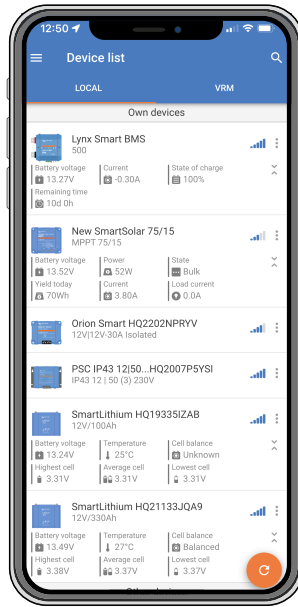 12:50
Device list
LOCAL VRM
Own devices
Lynx Smart BMS
500
Battery voltage Current State of charge
13.27V -0.30A 100%
Remaining time
10d 0h
New SmartSolar 75/15
MPPT 75/15
Battery voltage Power State
13.52V 52W Bulk
Yield today Current Load current
70Wh 3.80A 0.0A
Orion Smart HQ2202NPRYV
12V|12V-30A Isolated
PSC IP43 12|50...HQ2007P5YSI
IP43 12 | 50 (3) 230V
SmartLithium HQ19335IZAB
12V/100Ah
Battery voltage Temperature Cell balance
13.24V 25°C Unknown
Highest cell Average cell Lowest cell
3.31V 3.31V 3.31V
SmartLithium HQ21133JQA9
12V/330Ah
Battery voltage Temperature Cell balance
13.49V 27°C Balanced
Highest cell Average cell Lowest cell
3.38V 3.37V 3.37V